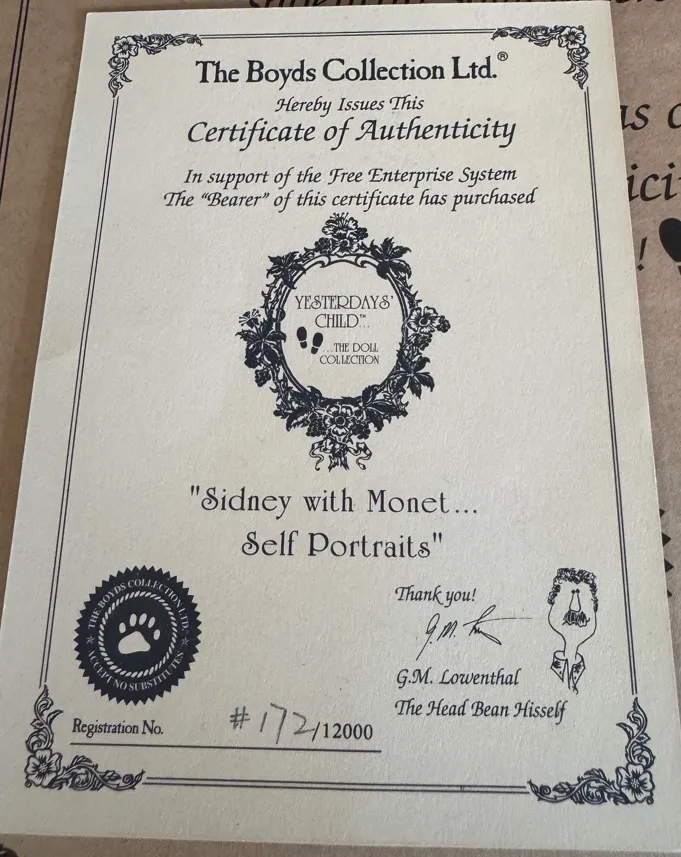 The Boyds Collection Ltd.®
Hereby Issues This
Certificate of Authenticity
In support of the Free Enterprise System
The “Bearer” of this certificate has purchased
YESTERDAYS'
CHILD™...
...THE DOLL
COLLECTION
"Sidney with Monet...
Self Portraits"
THE BOYDS COLLECTION LTD.
ACCEPT NO SUBSTITUTES
Thank you!
G.M. Lowenthal
The Head Bean Hisself
Registration No. #172/12000